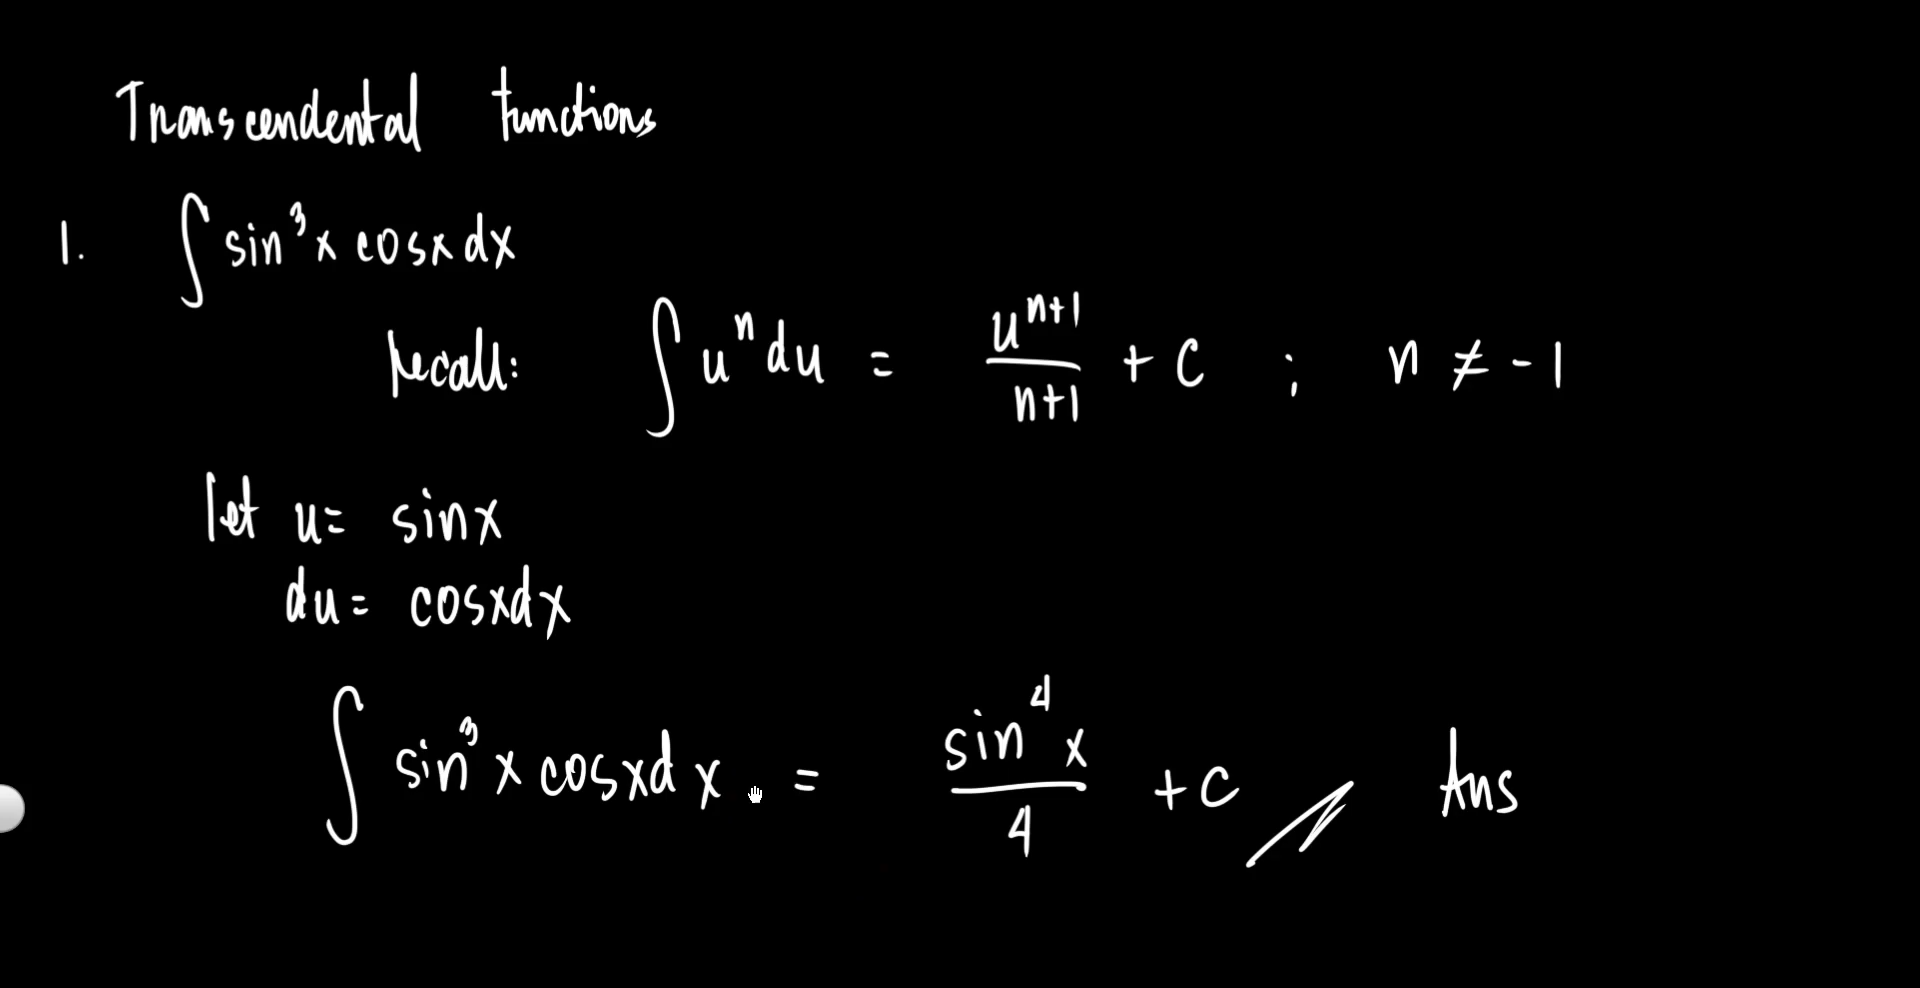 Transcendental functions
1. ∫ sin³x cosx dx
Recall: ∫ uⁿ du = uⁿ⁺¹/n+1 + C ; n ≠ -1
let u = sinx
du = cosxdx
∫ sin³x cosxdx = sin⁴x/4 + C Ans